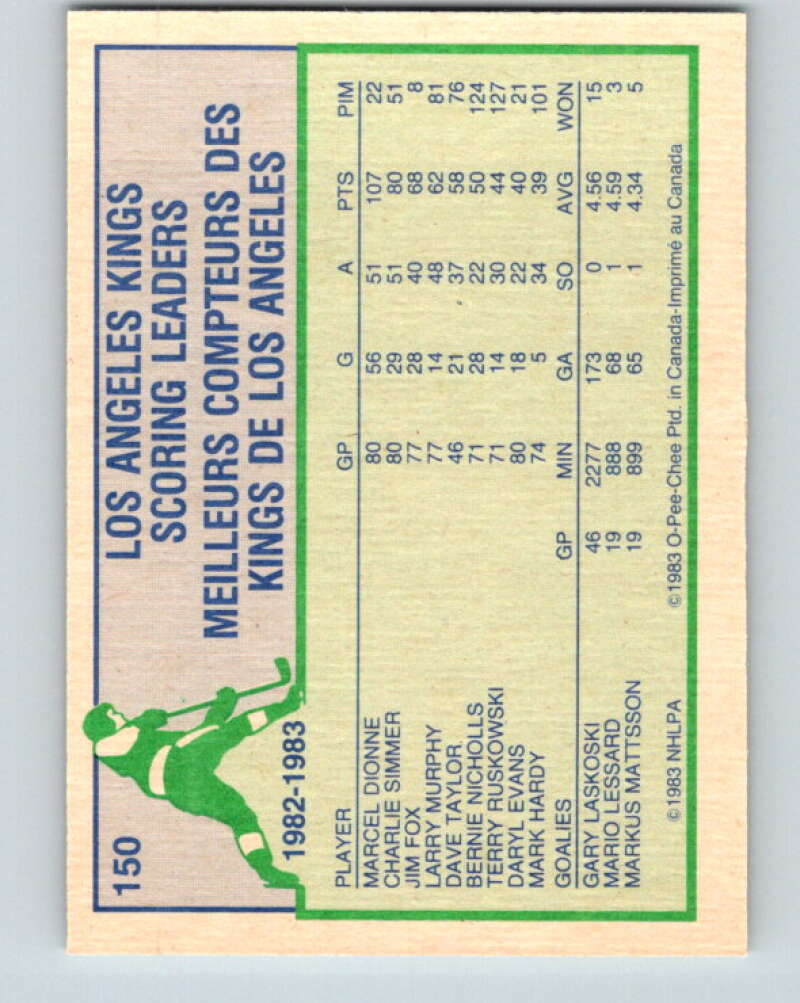 150
LOS ANGELES KINGS
SCORING LEADERS
MEILLEURS COMPTEURS DES
KINGS DE LOS ANGELES
1982-1983
PLAYER GP G A PTS PIM
MARCEL DIONNE 80 56 51 107 22
CHARLIE SIMMER 80 29 51 80 51
JIM FOX 77 28 40 68 8
LARRY MURPHY 77 14 48 62 81
DAVE TAYLOR 46 21 37 58 76
BERNIE NICHOLLS 71 28 22 50 124
TERRY RUSKOWSKI 71 14 30 44 127
DARYL EVANS 80 18 22 40 21
MARK HARDY 74 5 34 39 101
GOALIES GP MIN GA SO AVG WON
GARY LASKOSKI 46 2277 173 0 4.56 15
MARIO LESSARD 19 888 68 1 4.59 3
MARKUS MATTSSON 19 899 65 1 4.34 5
©1983 NHLPA ©1983 O-Pee-Chee Ptd. in Canada-Imprimé au Canada